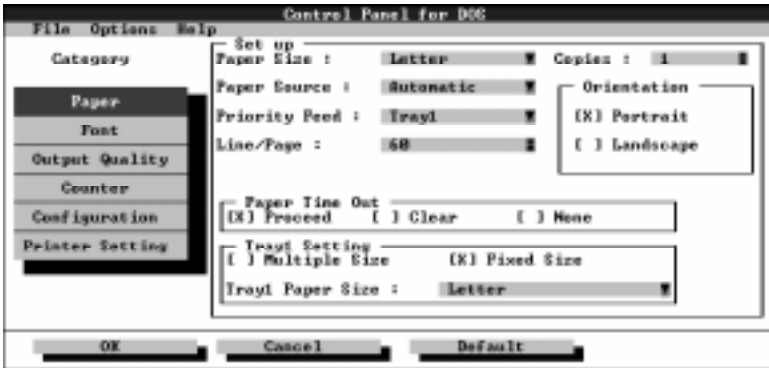 Control Panel for DOS
File Options Help
Category
Paper
Font
Output Quality
Counter
Configuration
Printer Setting
Set up
Paper Size : Letter
Paper Source : Automatic
Priority Feed : Tray1
Line/Page : 60
Copies : 1
Orientation
[X] Portrait
[ ] Landscape
Paper Time Out
[X] Proceed [ ] Clear [ ] None
Tray1 Setting
[ ] Multiple Size [X] Fixed Size
Tray1 Paper Size : Letter
OK Cancel Default